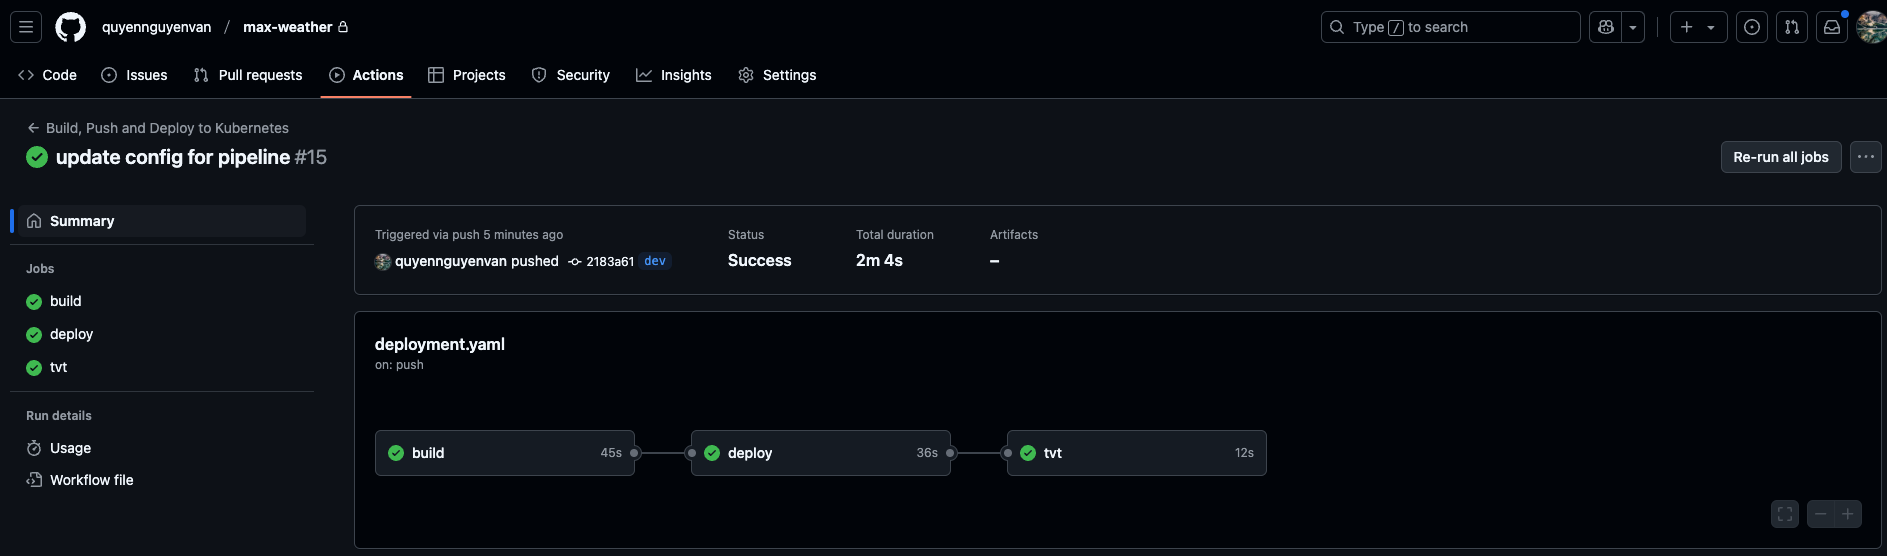 quyennguyenvan / max-weather
Type / to search
Code
Issues
Pull requests
Actions
Projects
Security
Insights
Settings
Build, Push and Deploy to Kubernetes
update config for pipeline #15
Re-run all jobs
Summary
Jobs
build
deploy
tvt
Run details
Usage
Workflow file
Triggered via push 5 minutes ago
quyennguyenvan pushed 2183a61 dev
Status
Success
Total duration
2m 4s
Artifacts
–
deployment.yaml
on: push
build 45s
deploy 36s
tvt 12s